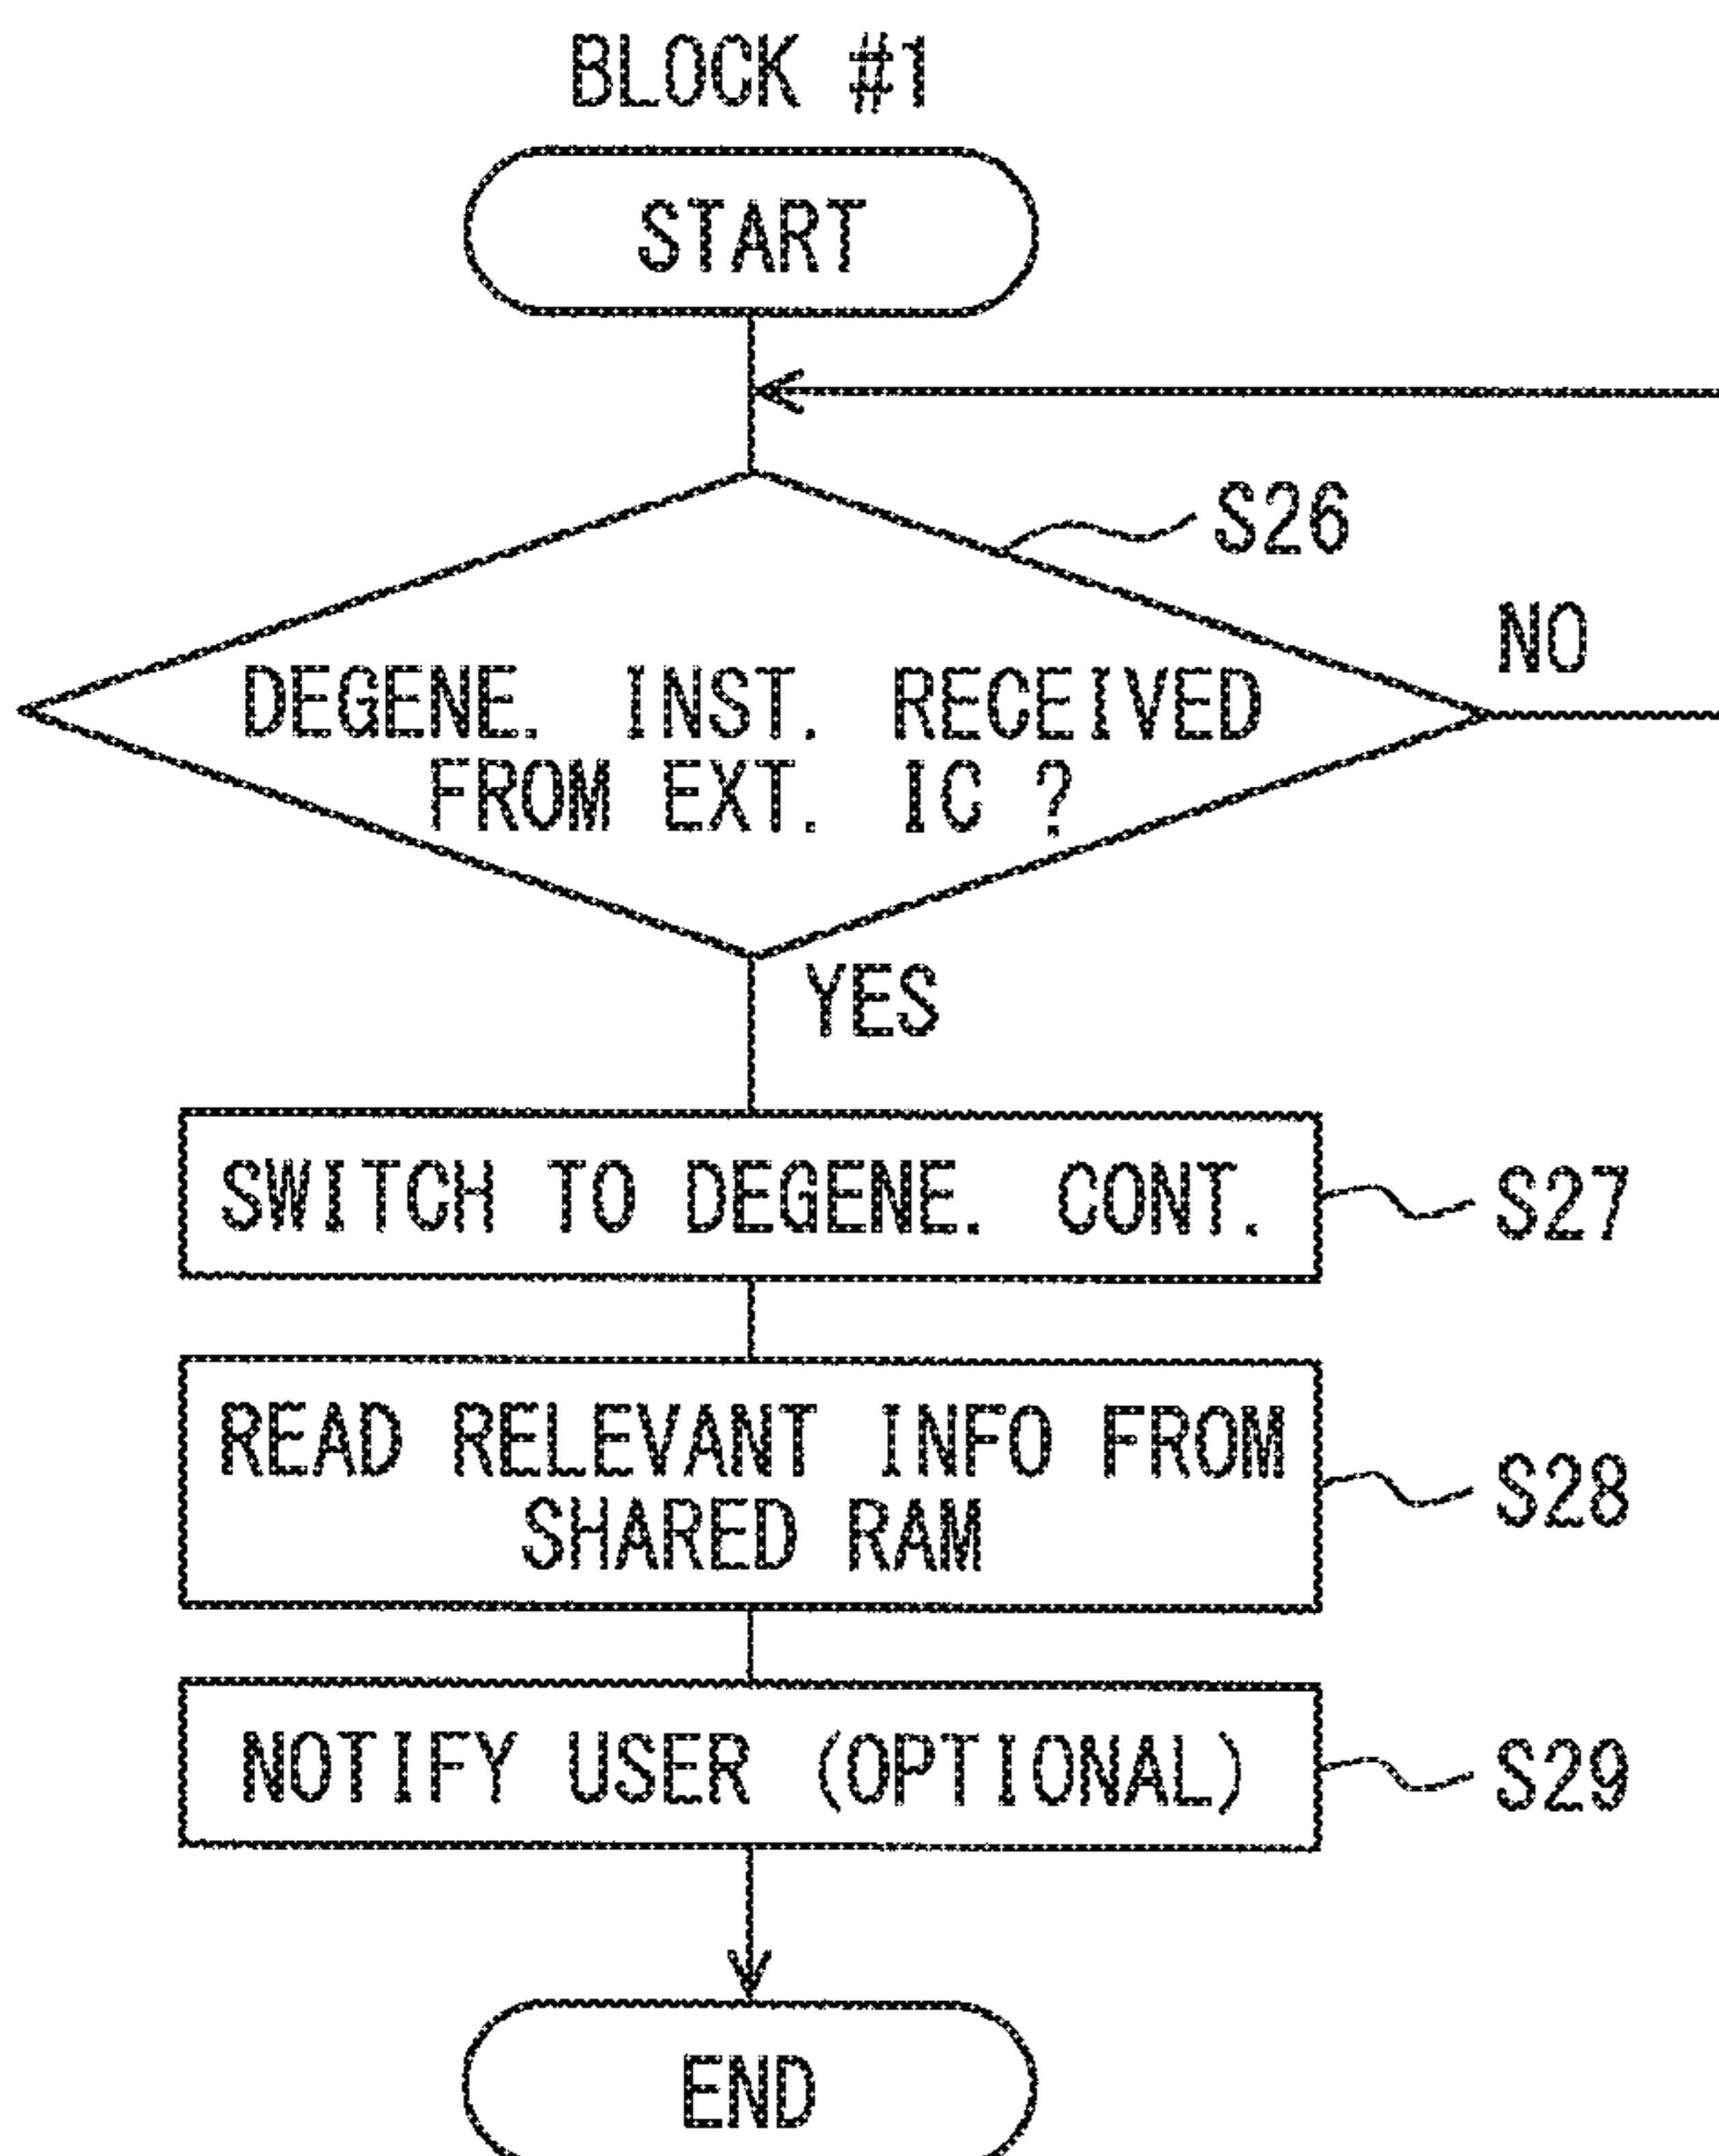 BLOCK #1
START
S26
NO
DEGENE. INST. RECEIVED
FROM EXT. IC ?
YES
SWITCH TO DEGENE. CONT.
S27
READ RELEVANT INFO FROM
SHARED RAM
S28
NOTIFY USER (OPTIONAL)
S29
END